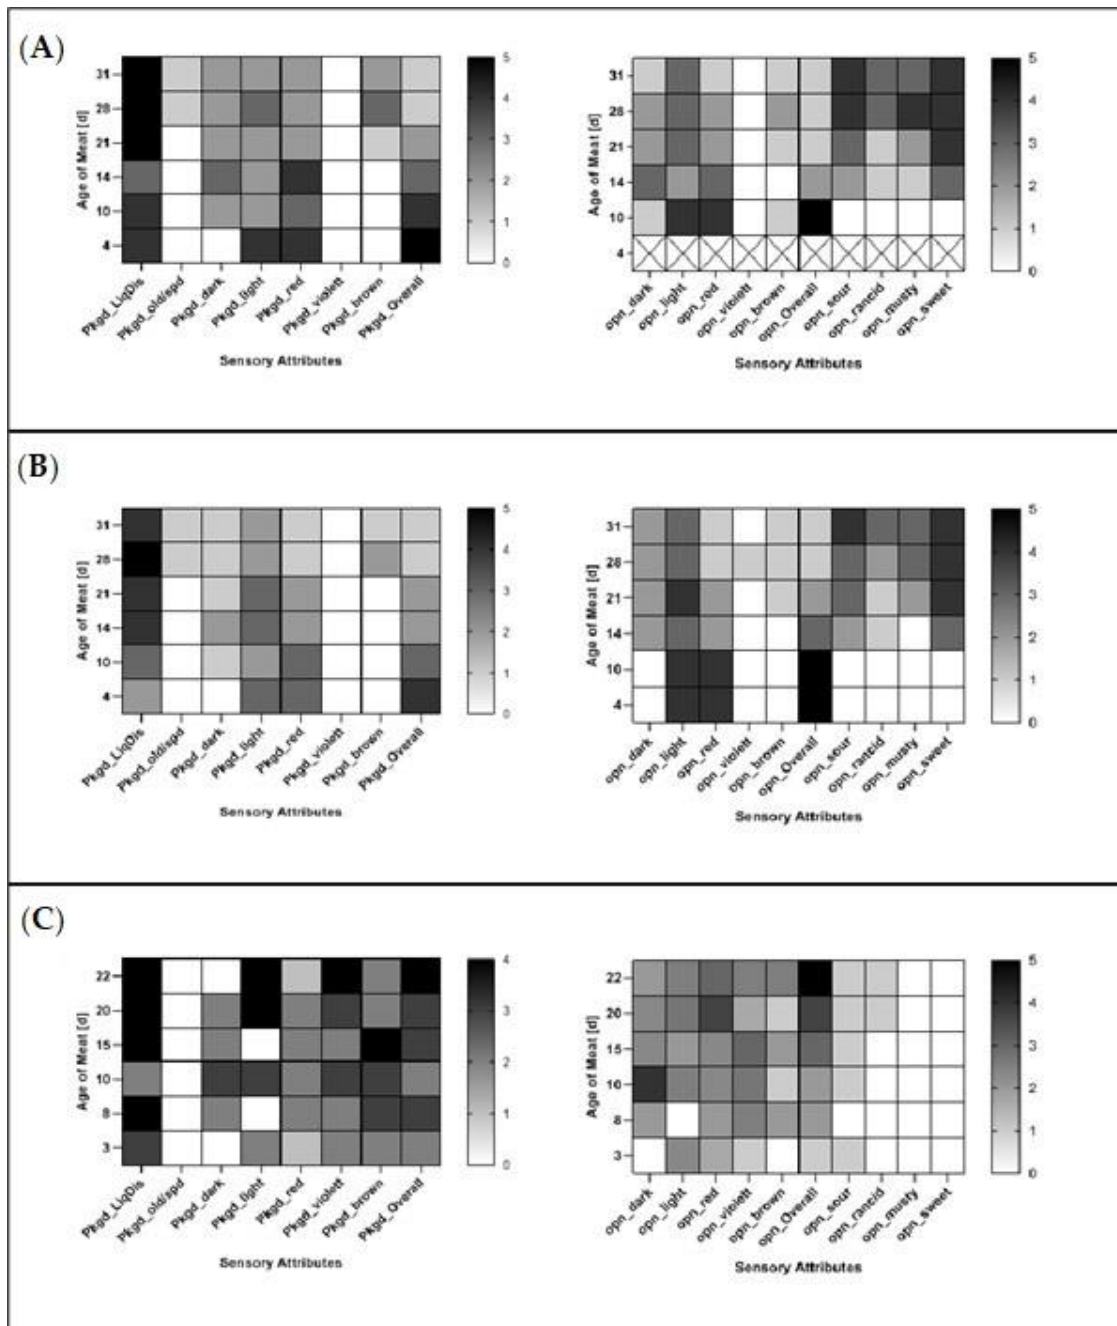 (A)
Age of Meat [d]
31
28
21
14
10
4
Pkgd_LiqDis
Pkgd_old/spd
Pkgd_dark
Pkgd_light
Pkgd_red
Pkgd_violett
Pkgd_brown
Pkgd_Overall
Sensory Attributes
5
4
3
2
1
0
Age of Meat [d]
31
28
21
14
10
4
opn_dark
opn_light
opn_red
opn_violett
opn_brown
opn_Overall
opn_sour
opn_rancid
opn_musty
opn_sweet
Sensory Attributes
5
4
3
2
1
0
(B)
Age of Meat [d]
31
28
21
14
10
4
Pkgd_LiqDis
Pkgd_old/spd
Pkgd_dark
Pkgd_light
Pkgd_red
Pkgd_violett
Pkgd_brown
Pkgd_Overall
Sensory Attributes
5
4
3
2
1
0
Age of Meat [d]
31
28
21
14
10
4
opn_dark
opn_light
opn_red
opn_violett
opn_brown
opn_Overall
opn_sour
opn_rancid
opn_musty
opn_sweet
Sensory Attributes
5
4
3
2
1
0
(C)
Age of Meat [d]
22
20
15
10
8
3
Pkgd_LiqDis
Pkgd_old/spd
Pkgd_dark
Pkgd_light
Pkgd_red
Pkgd_violett
Pkgd_brown
Pkgd_Overall
Sensory Attributes
4
3
2
1
0
Age of Meat [d]
22
20
15
10
8
3
opn_dark
opn_light
opn_red
opn_violett
opn_brown
opn_Overall
opn_sour
opn_rancid
opn_musty
opn_sweet
Sensory Attributes
5
4
3
2
1
0